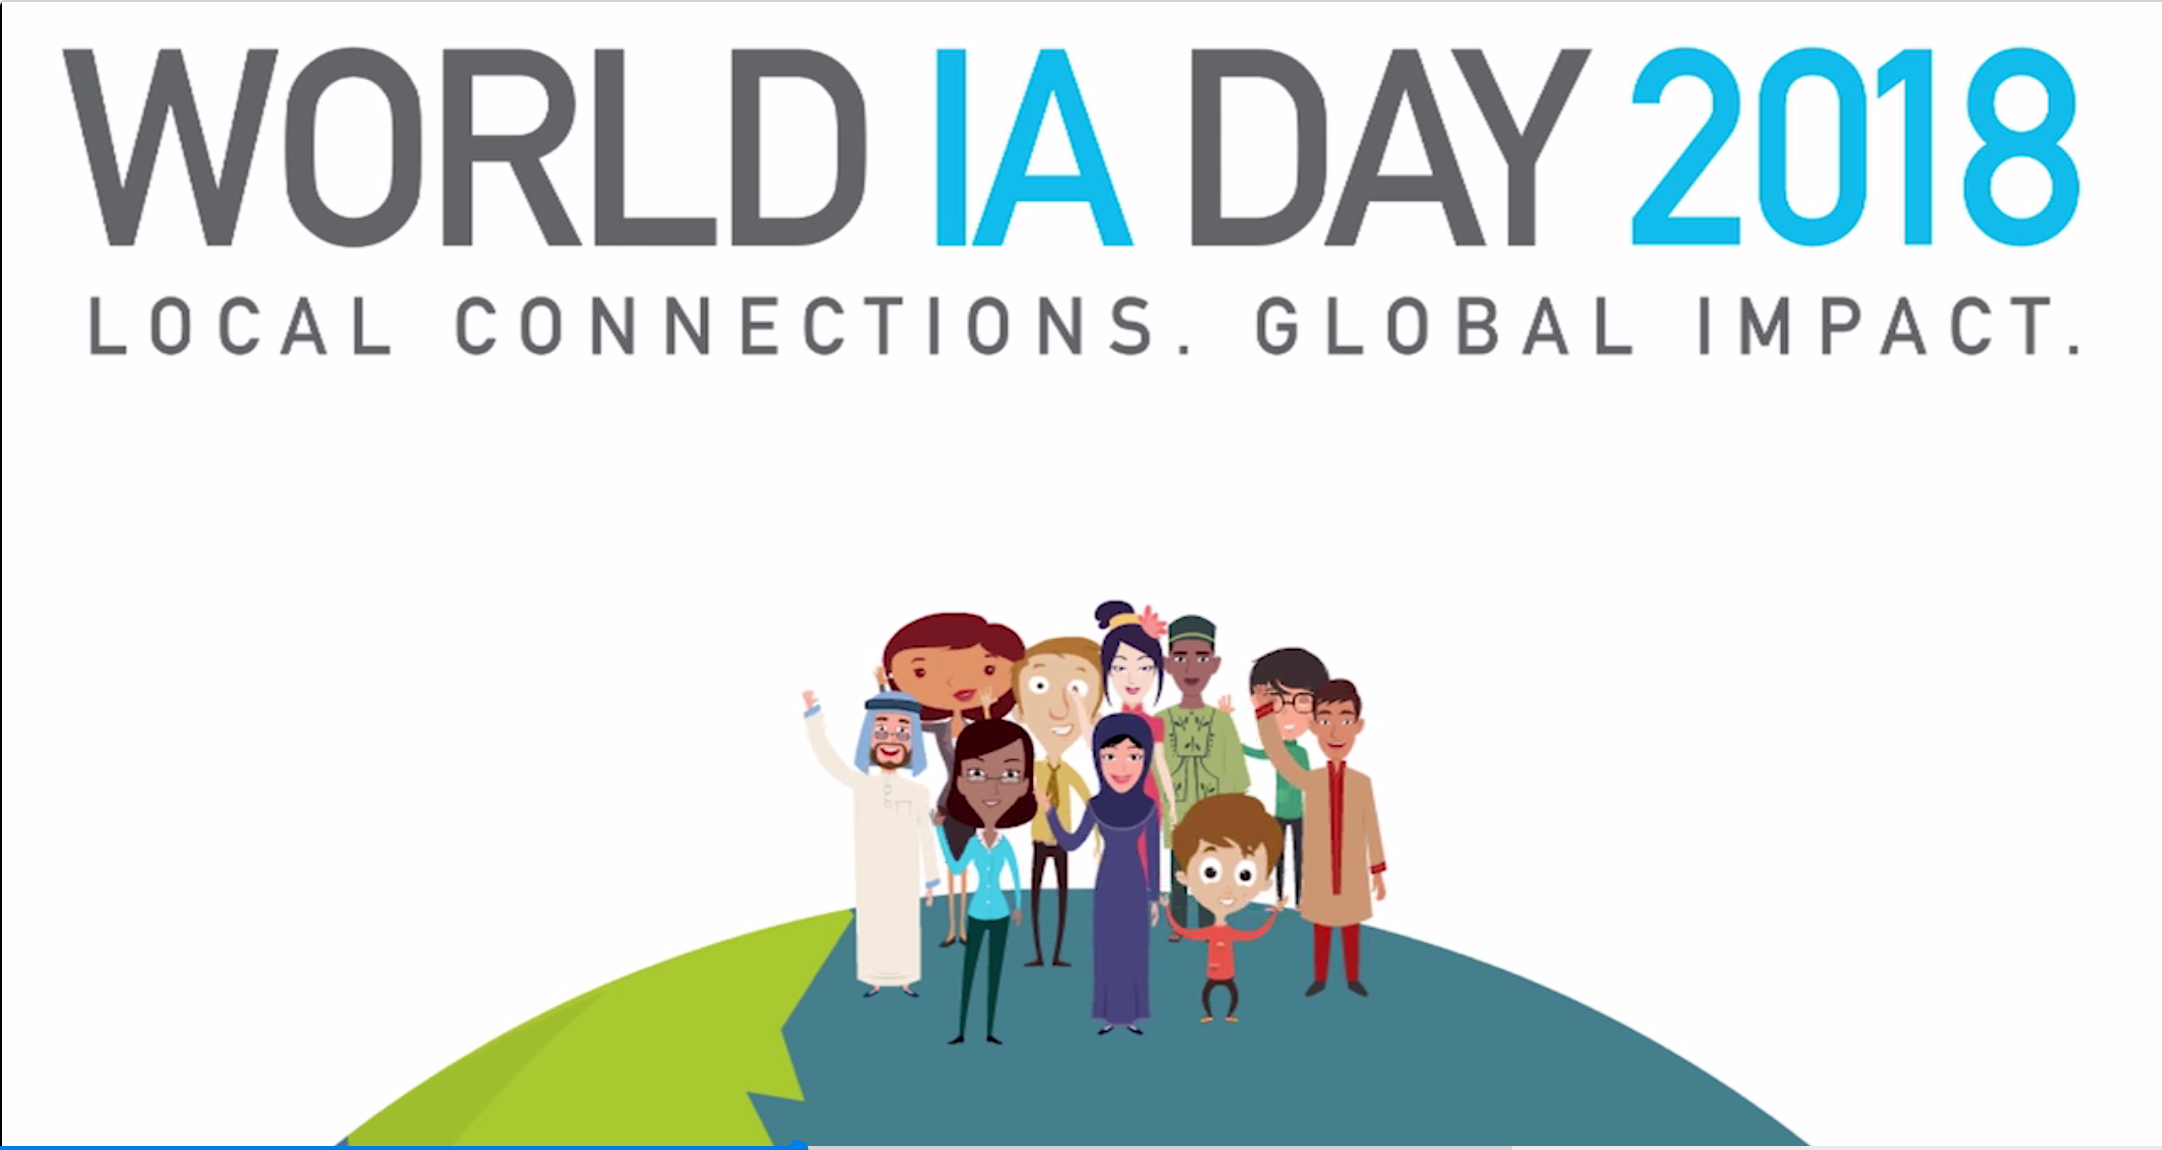 WORLD IA DAY 2018
LOCAL CONNECTIONS. GLOBAL IMPACT.